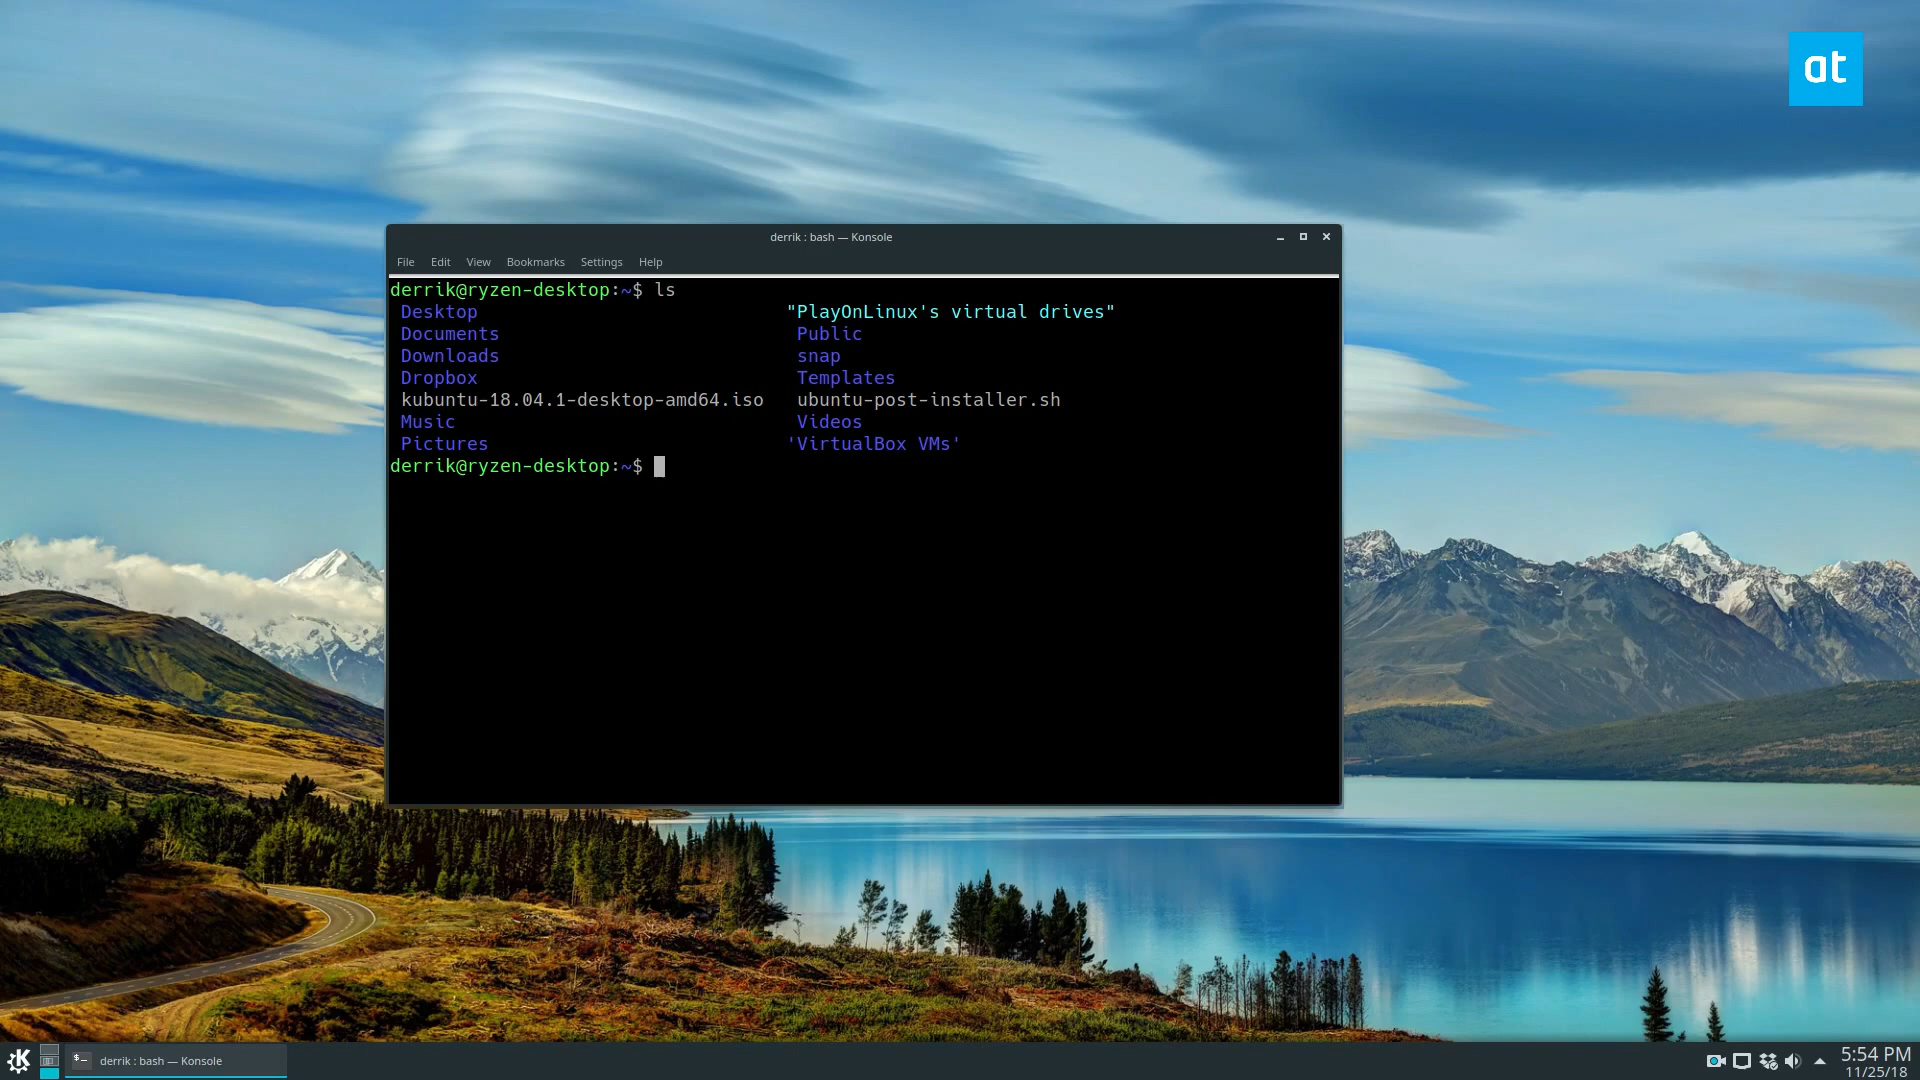 at
derrik : bash — Konsole
File Edit View Bookmarks Settings Help
derrik@ryzen-desktop:~$ ls
Desktop "PlayOnLinux's virtual drives"
Documents Public
Downloads snap
Dropbox Templates
kubuntu-18.04.1-desktop-amd64.iso ubuntu-post-installer.sh
Music Videos
Pictures 'VirtualBox VMs'
derrik@ryzen-desktop:~$
derrik : bash — Konsole
5:54 PM
11/25/18